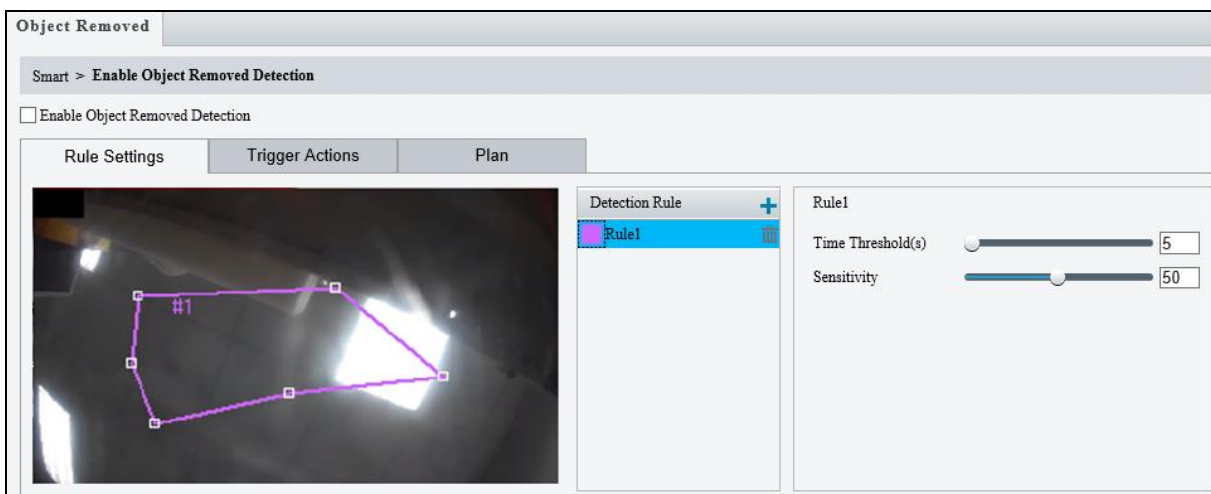 Object Removed
Smart > Enable Object Removed Detection
Enable Object Removed Detection
Rule Settings Trigger Actions Plan
#1
Detection Rule +
Rule1
Rule1
Time Threshold(s) 5
Sensitivity 50